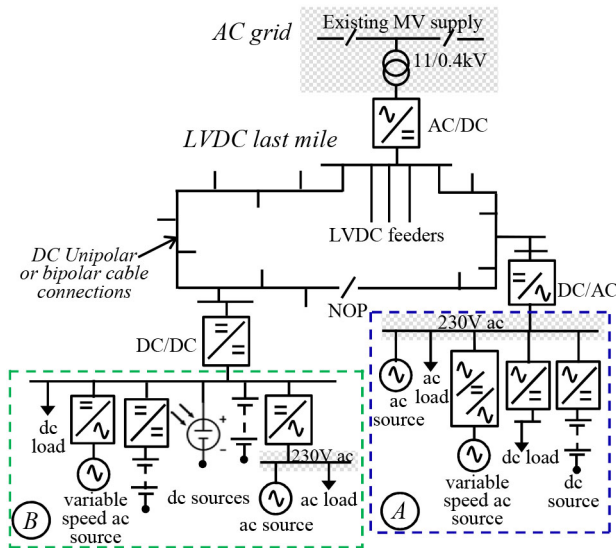 AC grid
Existing MV supply
11/0.4kV
AC/DC
LVDC last mile
LVDC feeders
DC Unipolar
or bipolar cable
connections
NOP
DC/DC
DC/AC
230V ac
ac
source
ac
load
dc load
variable
speed ac
source
dc
source
A
dc
load
+
-
variable
speed ac
source
dc sources
230V ac
ac source
ac load
B